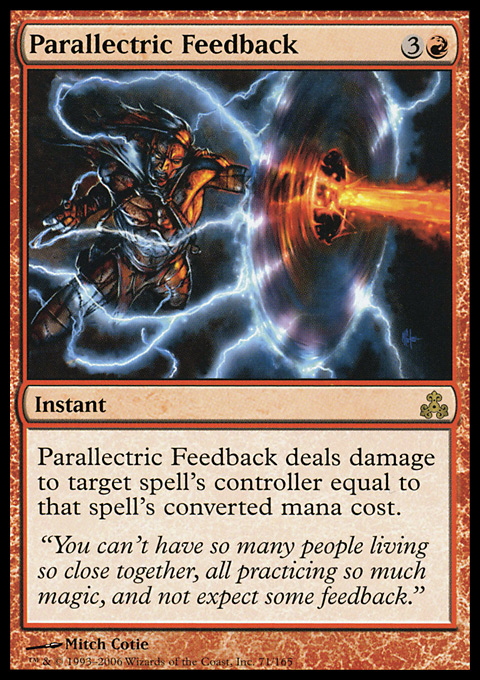 Parallectric Feedback 3
Instant
Parallectric Feedback deals damage
to target spell's controller equal to
that spell's converted mana cost.
"You can't have so many people living
so close together, all practicing so much
magic, and not expect some feedback."
Mitch Cotie
™ & © 1993–2006 Wizards of the Coast, Inc. 71/165